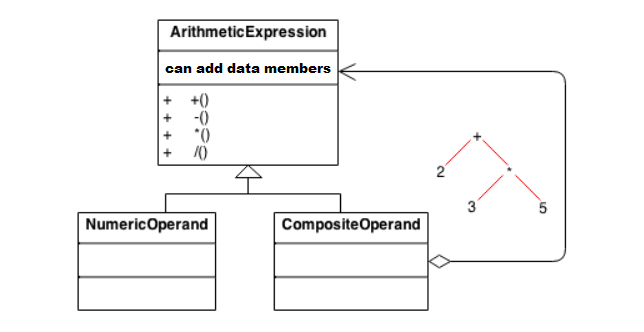 ArithmeticExpression
can add data members
+ +()
+ -()
+ *()
+ /()
NumericOperand
CompositeOperand
+
2 *
3 5